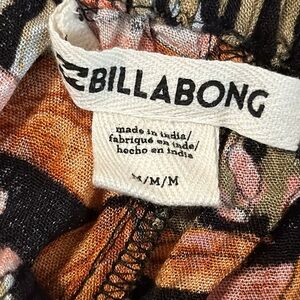 BILLABONG
made in india/
fabriqué en inde/
hecho en india
M/M/M